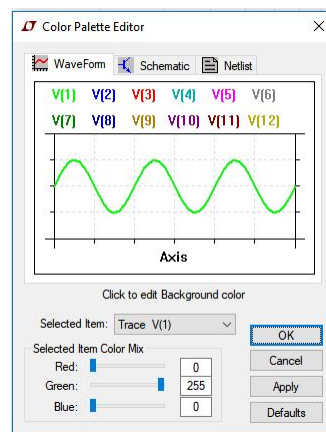 Color Palette Editor
WaveForm Schematic Netlist
V(1) V(2) V(3) V(4) V(5) V(6)
V(7) V(8) V(9) V(10) V(11) V(12)
Axis
Click to edit Background color
Selected Item: Trace V(1)
OK
Selected Item Color Mix
Cancel
Red: 0
Green: 255
Apply
Blue: 0
Defaults